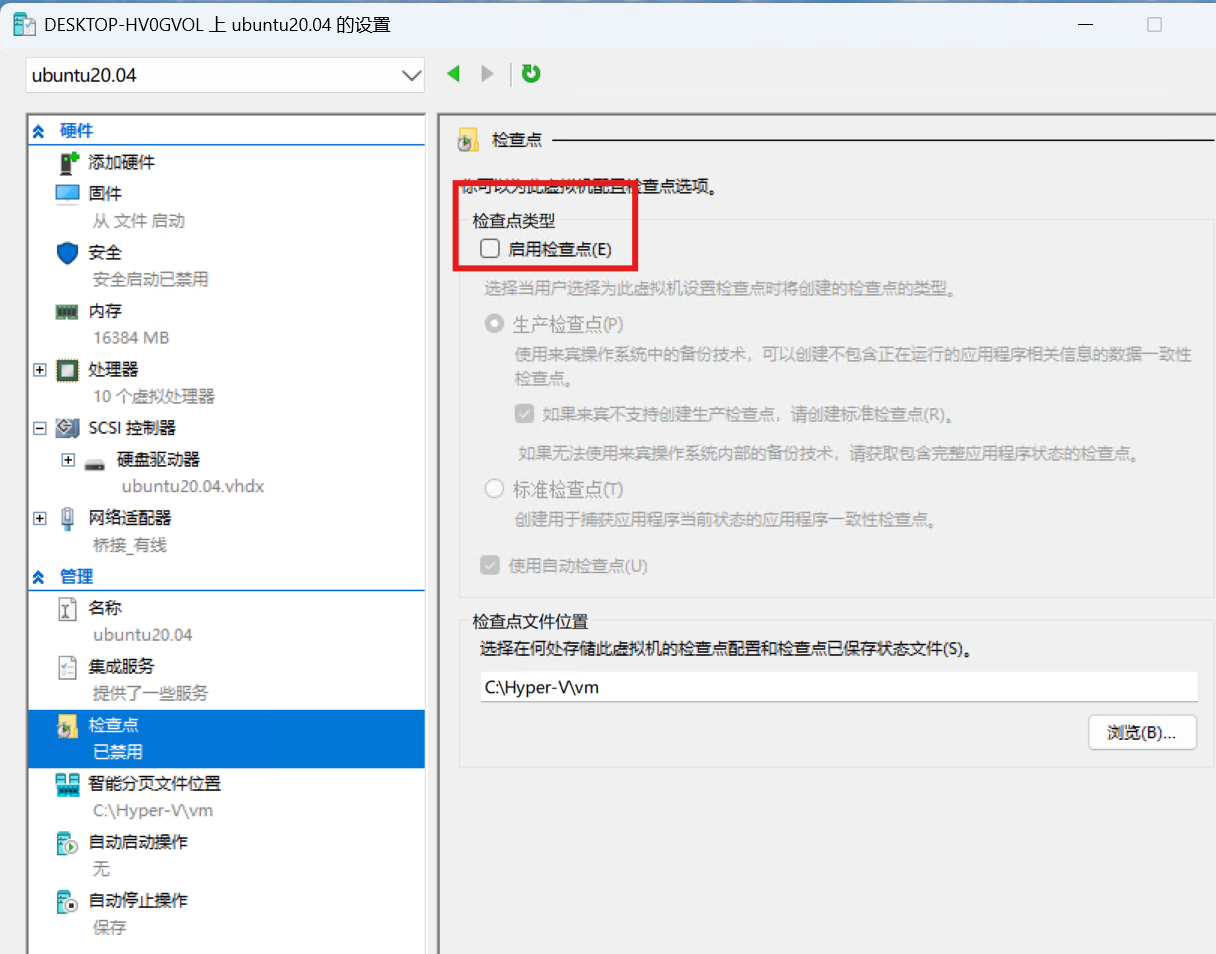 DESKTOP-HV0GVOL 上 ubuntu20.04 的设置
ubuntu20.04
硬件
添加硬件
固件
从 文件 启动
安全
安全启动已禁用
内存
16384 MB
处理器
10 个虚拟处理器
SCSI 控制器
硬盘驱动器
ubuntu20.04.vhdx
网络适配器
桥接_有线
管理
名称
ubuntu20.04
集成服务
提供了一些服务
检查点
已禁用
智能分页文件位置
C:\Hyper-V\vm
自动启动操作
无
自动停止操作
保存
检查点
你可以为此虚拟机配置检查点选项。
检查点类型
启用检查点(E)
选择当用户选择为此虚拟机设置检查点时将创建的检查点的类型。
生产检查点(P)
使用来宾操作系统中的备份技术，可以创建不包含正在运行的应用程序相关信息的数据一致性
检查点。
如果来宾不支持创建生产检查点，请创建标准检查点(R)。
如果无法使用来宾操作系统内部的备份技术，请获取包含完整应用程序状态的检查点。
标准检查点(T)
创建用于捕获应用程序当前状态的应用程序一致性检查点。
使用自动检查点(U)
检查点文件位置
选择在何处存储此虚拟机的检查点配置和检查点已保存状态文件(S)。
C:\Hyper-V\vm
浏览(B)...